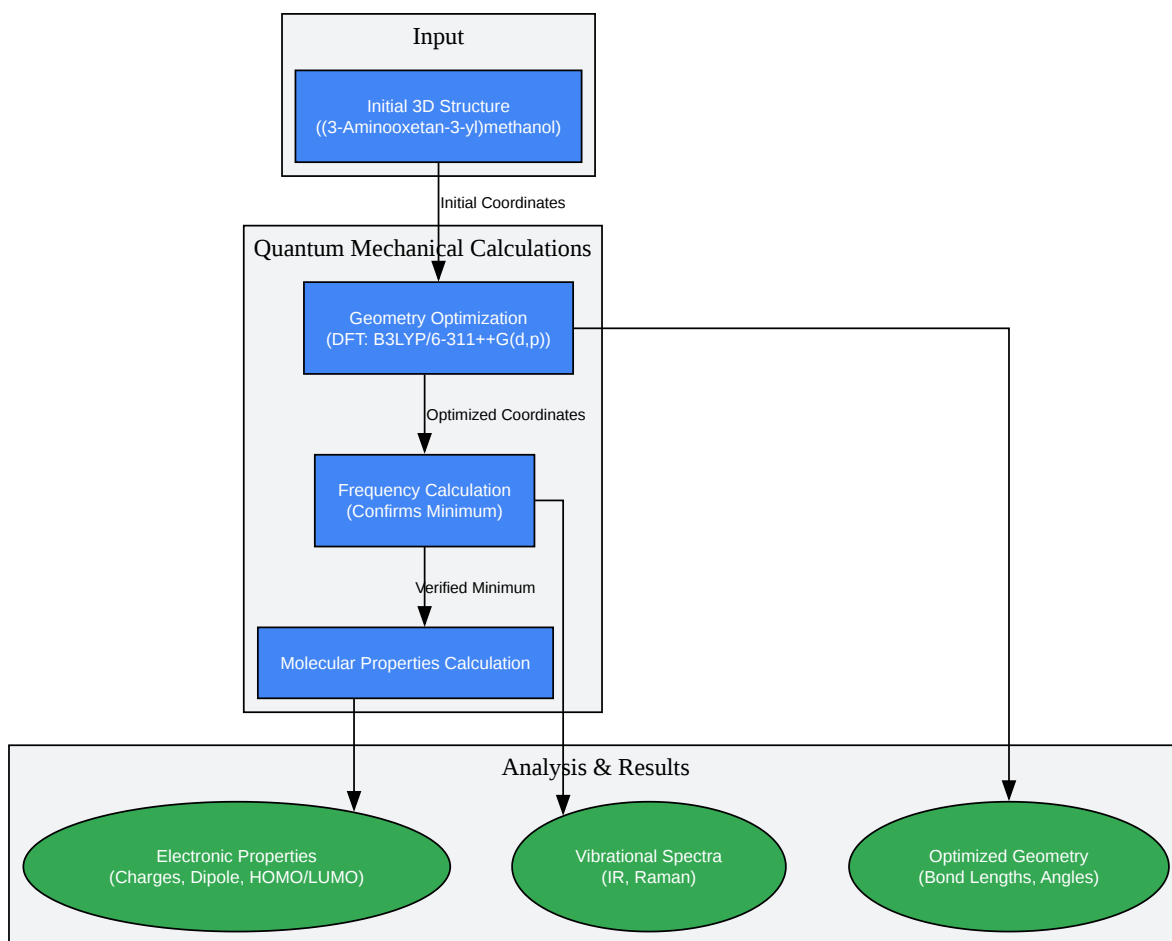 Input
Initial 3D Structure
((3-Aminooxetan-3-yl)methanol)
Initial Coordinates
Quantum Mechanical Calculations
Geometry Optimization
(DFT: B3LYP/6-311++G(d,p))
Optimized Coordinates
Frequency Calculation
(Confirms Minimum)
Verified Minimum
Molecular Properties Calculation
Analysis & Results
Electronic Properties
(Charges, Dipole, HOMO/LUMO)
Vibrational Spectra
(IR, Raman)
Optimized Geometry
(Bond Lengths, Angles)